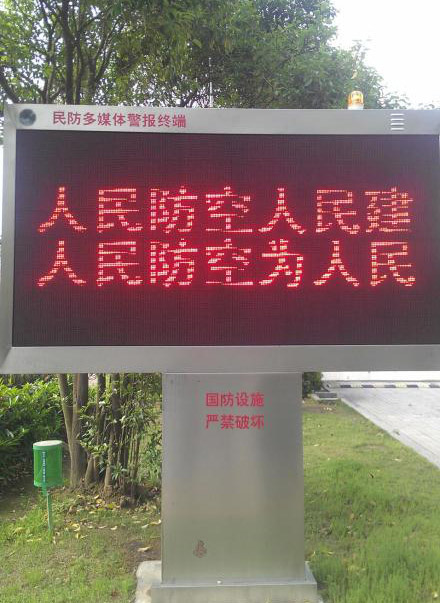 民防多媒体警报终端
人民防空人民建
人民防空为人民
国防设施
严禁破坏